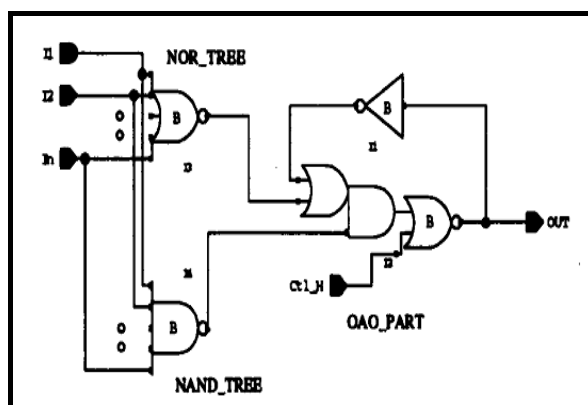 I1
NOR_TREE
I2
B
B
In
I1
I3
B
OUT
I4
I2
Ctl_H
B
OAO_PART
NAND_TREE